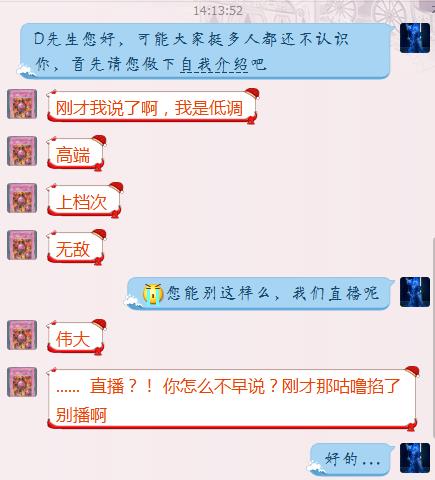 14:13:52
D先生您好，可能大家挺多人都还不认识
你，首先请您做下自我介绍吧
刚才我说了啊，我是低调
高端
上档次
无敌
您能别这样么，我们直播呢
伟大
...... 直播？！你怎么不早说？刚才那咕噜掐了
别播啊
好的...